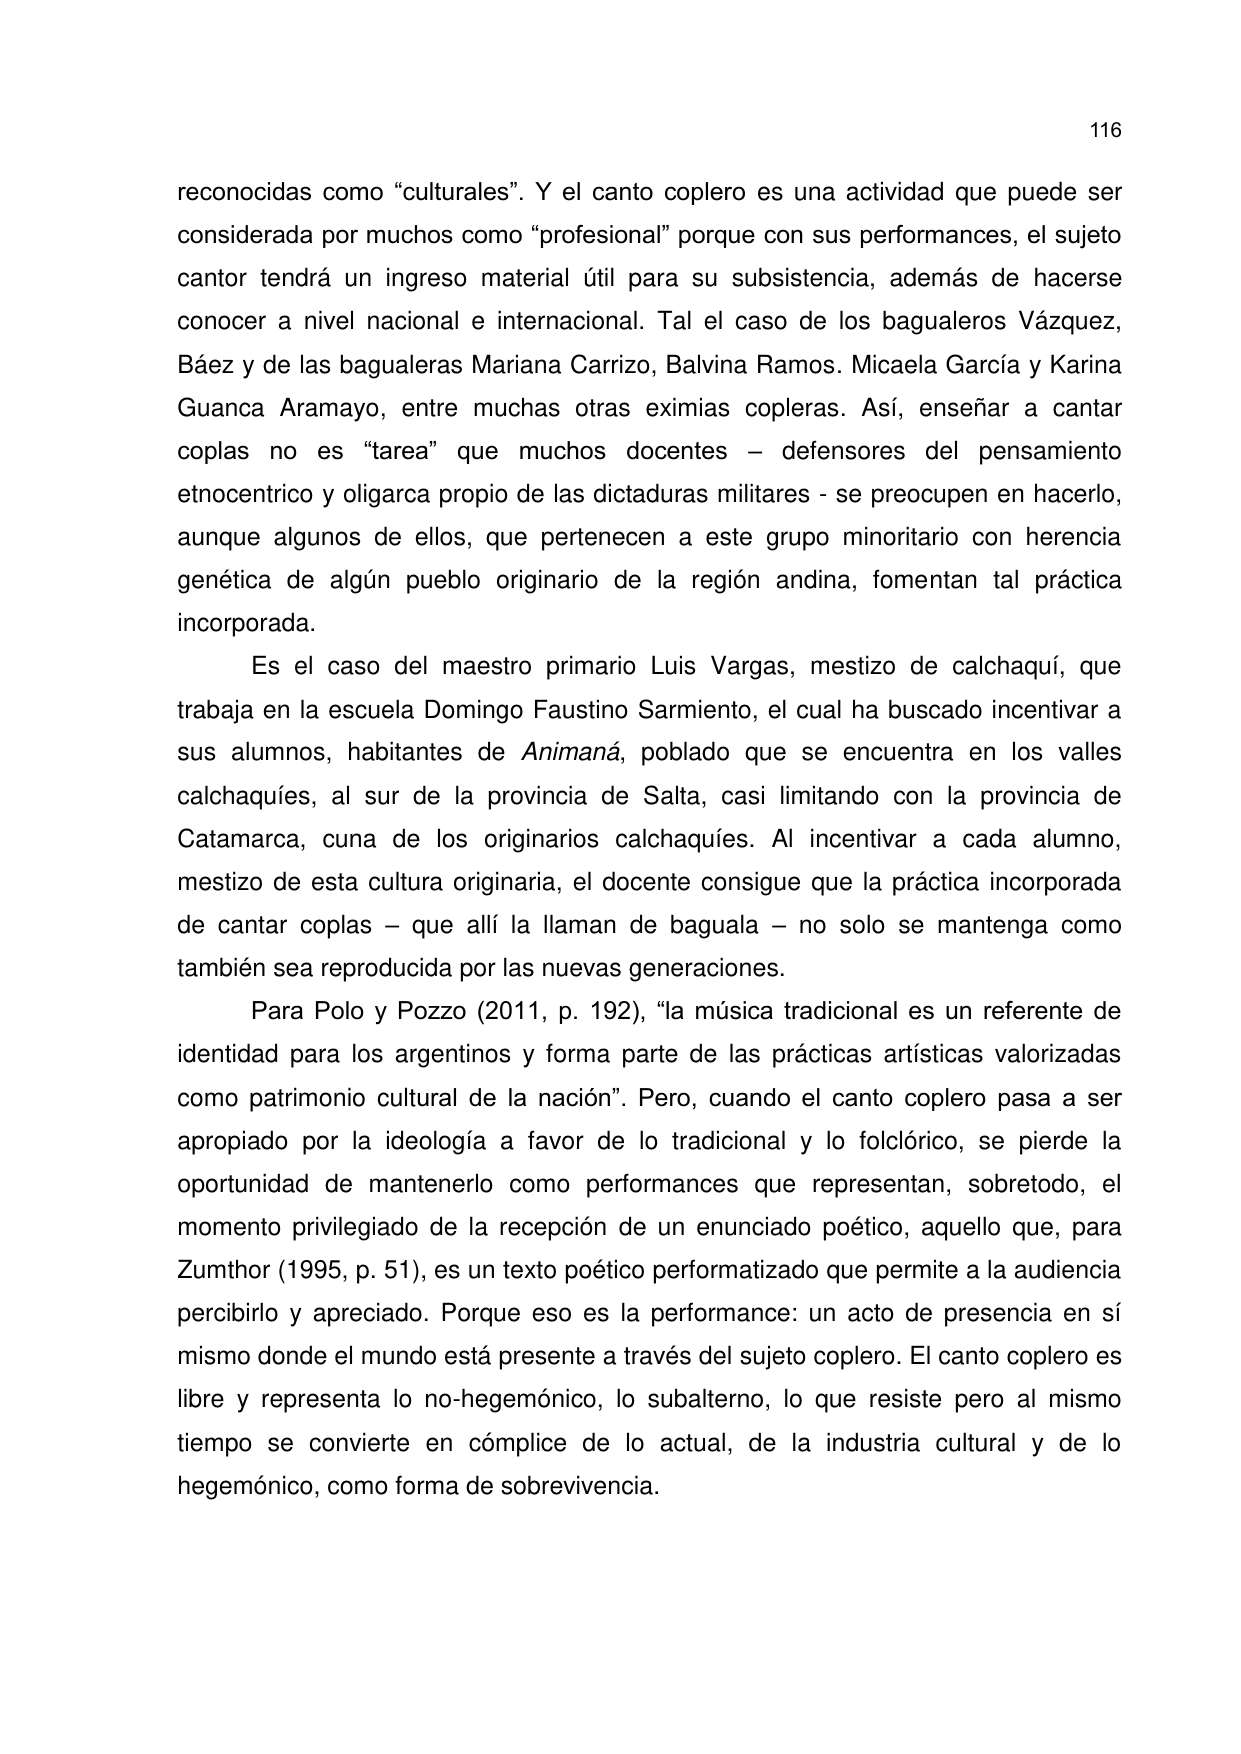 116
reconocidas como “culturales”. Y el canto coplero es una actividad que puede ser
considerada por muchos como “profesional” porque con sus performances, el sujeto
cantor tendrá un ingreso material útil para su subsistencia, además de hacerse
conocer a nivel nacional e internacional. Tal el caso de los bagualeros Vázquez,
Báez y de las bagualeras Mariana Carrizo, Balvina Ramos. Micaela García y Karina
Guanca Aramayo, entre muchas otras eximias copleras. Así, enseñar a cantar
coplas no es “tarea” que muchos docentes – defensores del pensamiento
etnocentrico y oligarca propio de las dictaduras militares - se preocupen en hacerlo,
aunque algunos de ellos, que pertenecen a este grupo minoritario con herencia
genética de algún pueblo originario de la región andina, fomentan tal práctica
incorporada.
Es el caso del maestro primario Luis Vargas, mestizo de calchaquí, que
trabaja en la escuela Domingo Faustino Sarmiento, el cual ha buscado incentivar a
sus alumnos, habitantes de Animaná, poblado que se encuentra en los valles
calchaquíes, al sur de la provincia de Salta, casi limitando con la provincia de
Catamarca, cuna de los originarios calchaquíes. Al incentivar a cada alumno,
mestizo de esta cultura originaria, el docente consigue que la práctica incorporada
de cantar coplas – que allí la llaman de baguala – no solo se mantenga como
también sea reproducida por las nuevas generaciones.
Para Polo y Pozzo (2011, p. 192), “la música tradicional es un referente de
identidad para los argentinos y forma parte de las prácticas artísticas valorizadas
como patrimonio cultural de la nación”. Pero, cuando el canto coplero pasa a ser
apropiado por la ideología a favor de lo tradicional y lo folclórico, se pierde la
oportunidad de mantenerlo como performances que representan, sobretodo, el
momento privilegiado de la recepción de un enunciado poético, aquello que, para
Zumthor (1995, p. 51), es un texto poético performatizado que permite a la audiencia
percibirlo y apreciado. Porque eso es la performance: un acto de presencia en sí
mismo donde el mundo está presente a través del sujeto coplero. El canto coplero es
libre y representa lo no-hegemónico, lo subalterno, lo que resiste pero al mismo
tiempo se convierte en cómplice de lo actual, de la industria cultural y de lo
hegemónico, como forma de sobrevivencia.